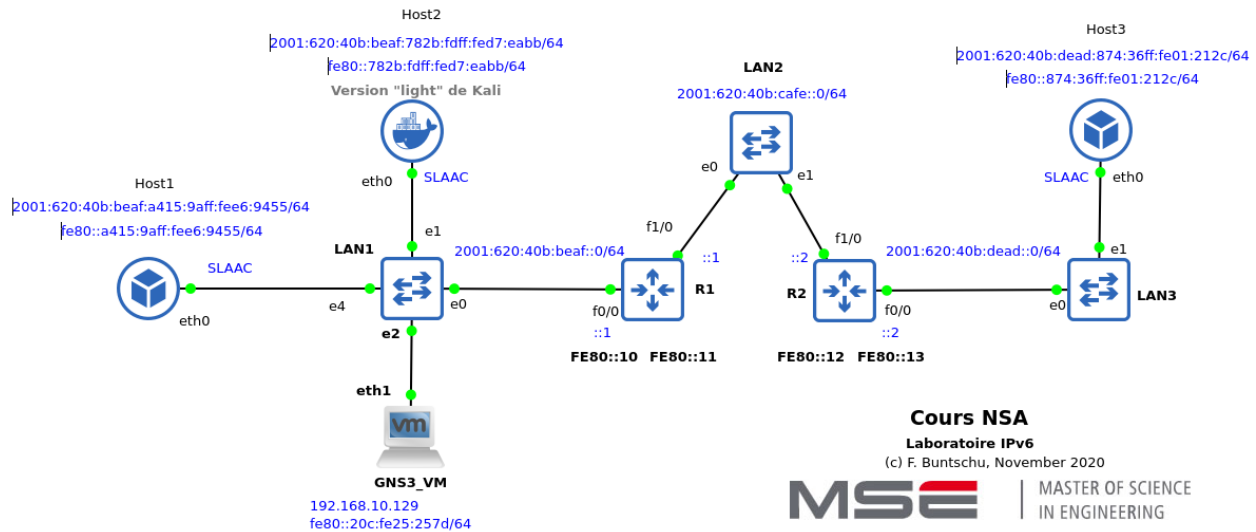 Host2
2001:620:40b:beaf:782b:fdff:fed7:eabb/64
fe80::782b:fdff:fed7:eabb/64
Version "light" de Kali
eth0
SLAAC
e1
Host1
2001:620:40b:beaf:a415:9aff:fee6:9455/64
fe80::a415:9aff:fee6:9455/64
SLAAC
eth0
LAN1
e4
e0
e2
2001:620:40b:beaf::0/64
eth1
vm
GNS3_VM
192.168.10.129
fe80::20c:fe25:257d/64
LAN2
2001:620:40b:cafe::0/64
e0
e1
f1/0
::1
R1
f0/0
::1
FE80::10 FE80::11
f1/0
::2
R2
f0/0
::2
FE80::12 FE80::13
2001:620:40b:dead::0/64
Host3
2001:620:40b:dead:874:36ff:fe01:212c/64
fe80::874:36ff:fe01:212c/64
SLAAC
eth0
e1
e0
LAN3
Cours NSA
Laboratoire IPv6
(c) F. Buntschu, November 2020
MSE
MASTER OF SCIENCE
IN ENGINEERING